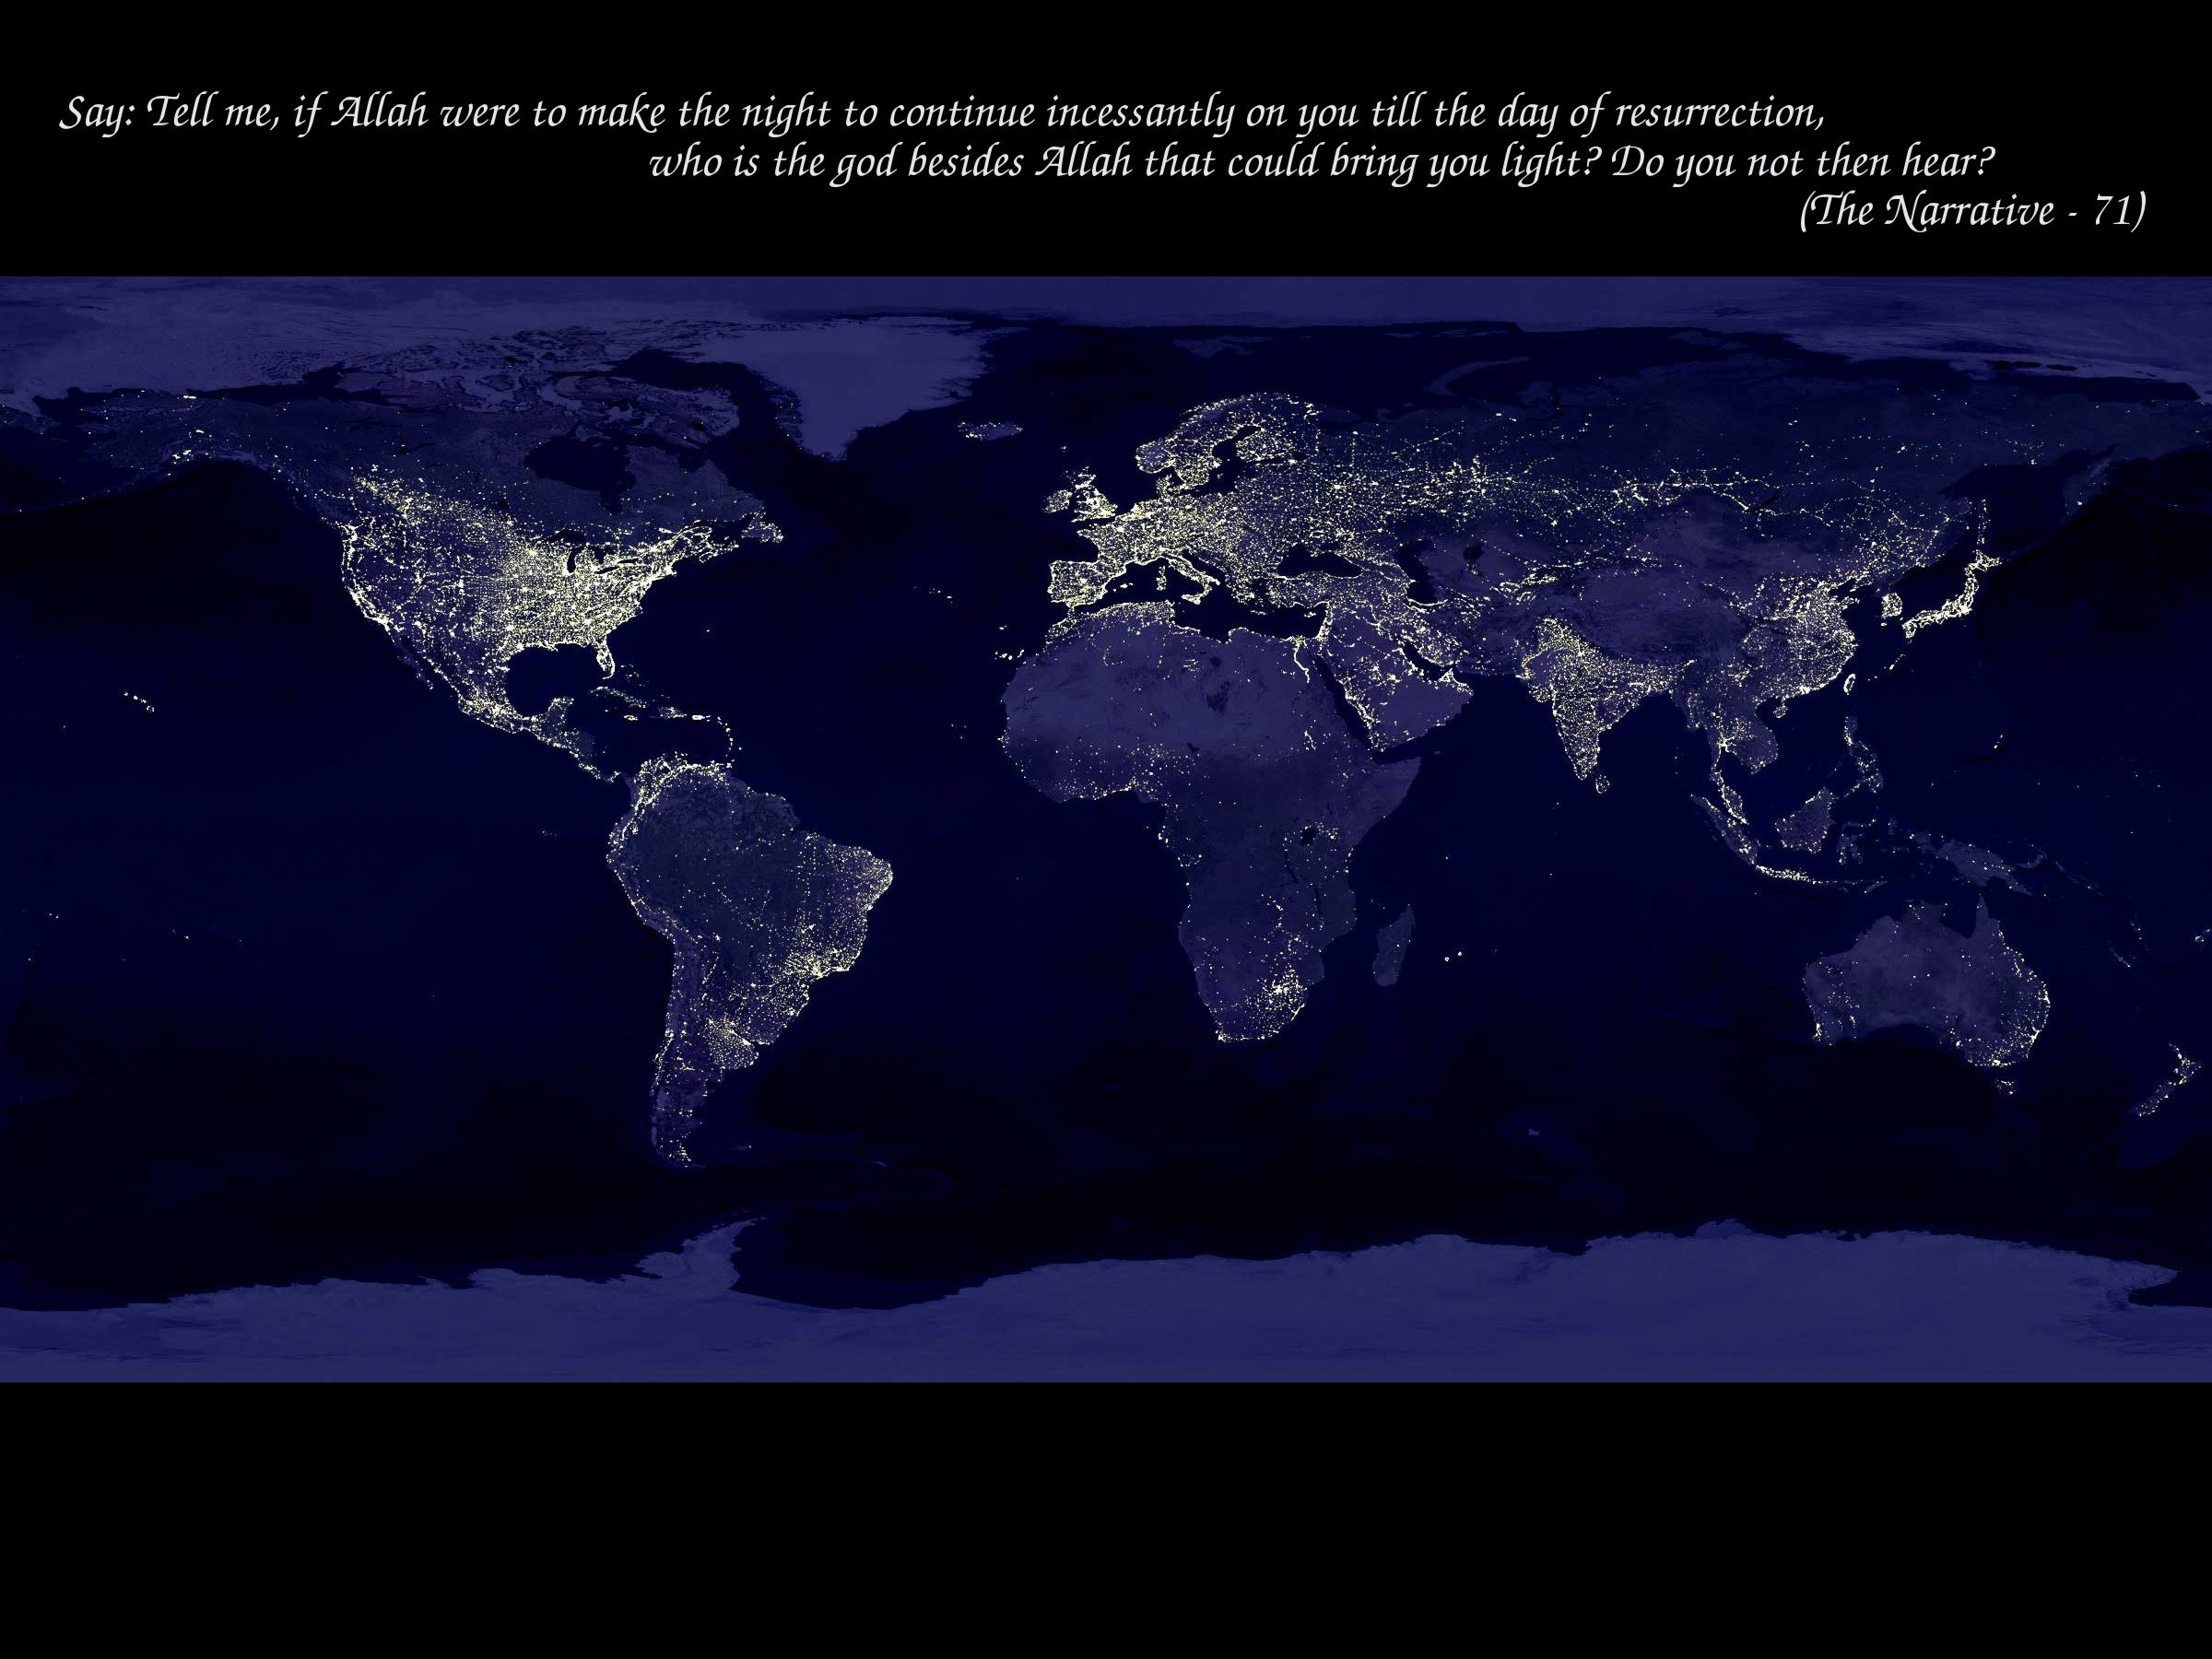 Say: Tell me, if Allah were to make the night to continue incessantly on you till the day of resurrection,
who is the god besides Allah that could bring you light? Do you not then hear?
(The Narrative - 71)